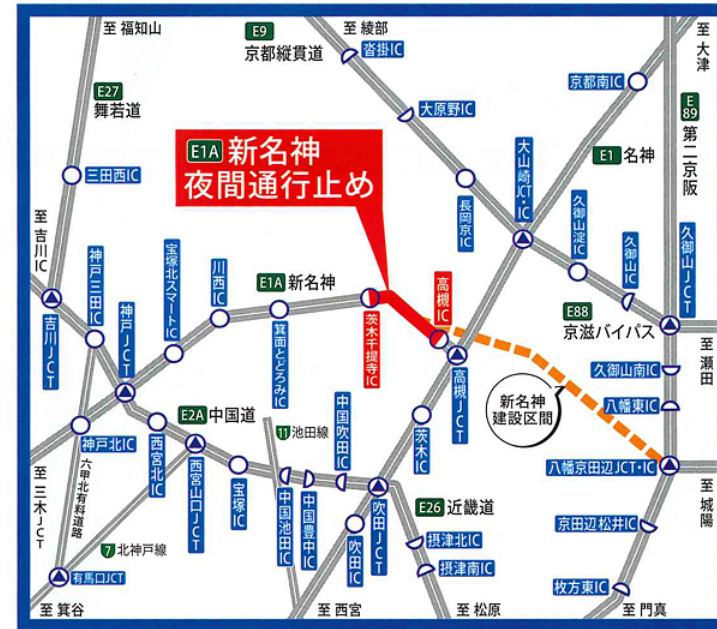 至 福知山
E9
京都縦貫道
至 綾部
沓掛IC
至 大津
E27
舞若道
大原野IC
京都南IC
E89
第二京阪
E1A 新名神
夜間通行止め
E1 名神
三田西IC
大山崎JCT・IC
長岡京IC
久御山淀IC
久御山IC
久御山JCT
至 吉川IC
神戸三田IC
神戸JCT
宝塚北スマートIC
川西IC
E1A 新名神
高槻IC
E88
京滋バイパス
吉川JCT
箕面とどろみIC
茨木千提寺IC
高槻JCT
至 瀬田
久御山南IC
八幡東IC
新名神
建設区間
E2A 中国道
11 池田線
中国吹田IC
茨木IC
神戸北IC
西宮北IC
西宮山口JCT
宝塚IC
中国池田IC
中国豊中IC
吹田JCT
吹田IC
八幡京田辺JCT・IC
至 三木JCT
六甲北有料道路
E26 近畿道
至 城陽
京田辺松井IC
7 北神戸線
摂津北IC
摂津南IC
有馬口JCT
枚方東IC
至 箕谷
至 西宮
至 松原
至 門真